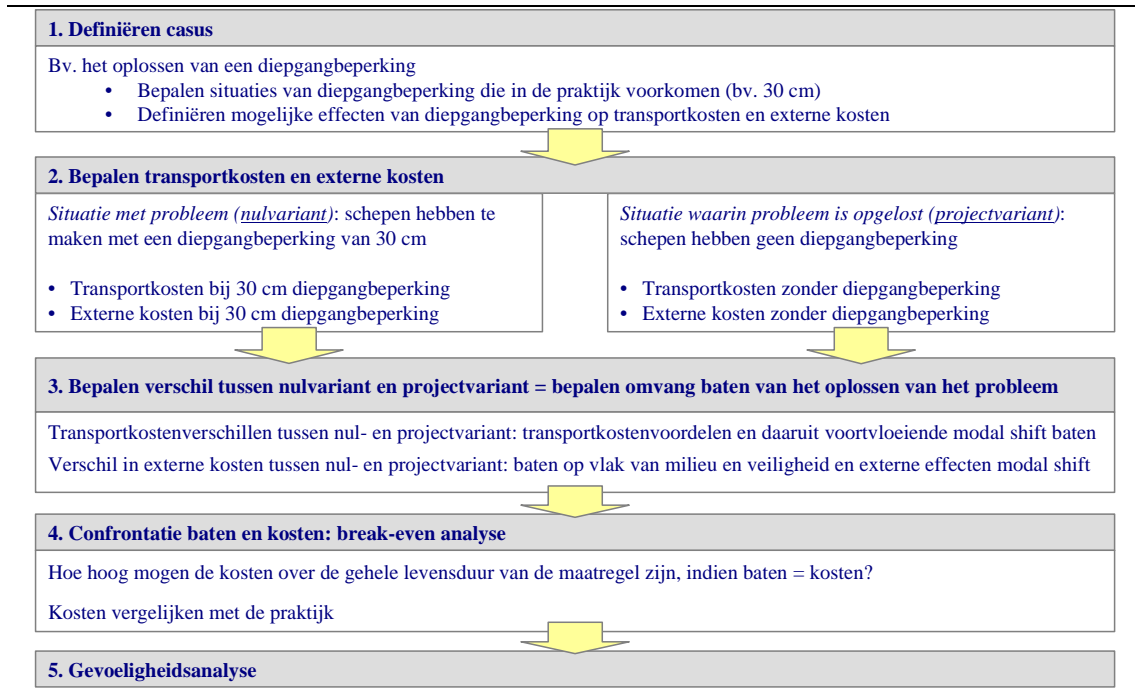 1. Definiëren casus
Bv. het oplossen van een diepgangbeperking
• Bepalen situaties van diepgangbeperking die in de praktijk voorkomen (bv. 30 cm)
• Definiëren mogelijke effecten van diepgangbeperking op transportkosten en externe kosten
2. Bepalen transportkosten en externe kosten
Situatie met probleem (nulvariant): schepen hebben te
maken met een diepgangbeperking van 30 cm
• Transportkosten bij 30 cm diepgangbeperking
• Externe kosten bij 30 cm diepgangbeperking
Situatie waarin probleem is opgelost (projectvariant):
schepen hebben geen diepgangbeperking
• Transportkosten zonder diepgangbeperking
• Externe kosten zonder diepgangbeperking
3. Bepalen verschil tussen nulvariant en projectvariant = bepalen omvang baten van het oplossen van het probleem
Transportkostenverschillen tussen nul- en projectvariant: transportkostenvoordelen en daaruit voortvloeiende modal shift baten
Verschil in externe kosten tussen nul- en projectvariant: baten op vlak van milieu en veiligheid en externe effecten modal shift
4. Confrontatie baten en kosten: break-even analyse
Hoe hoog mogen de kosten over de gehele levensduur van de maatregel zijn, indien baten = kosten?
Kosten vergelijken met de praktijk
5. Gevoeligheidsanalyse